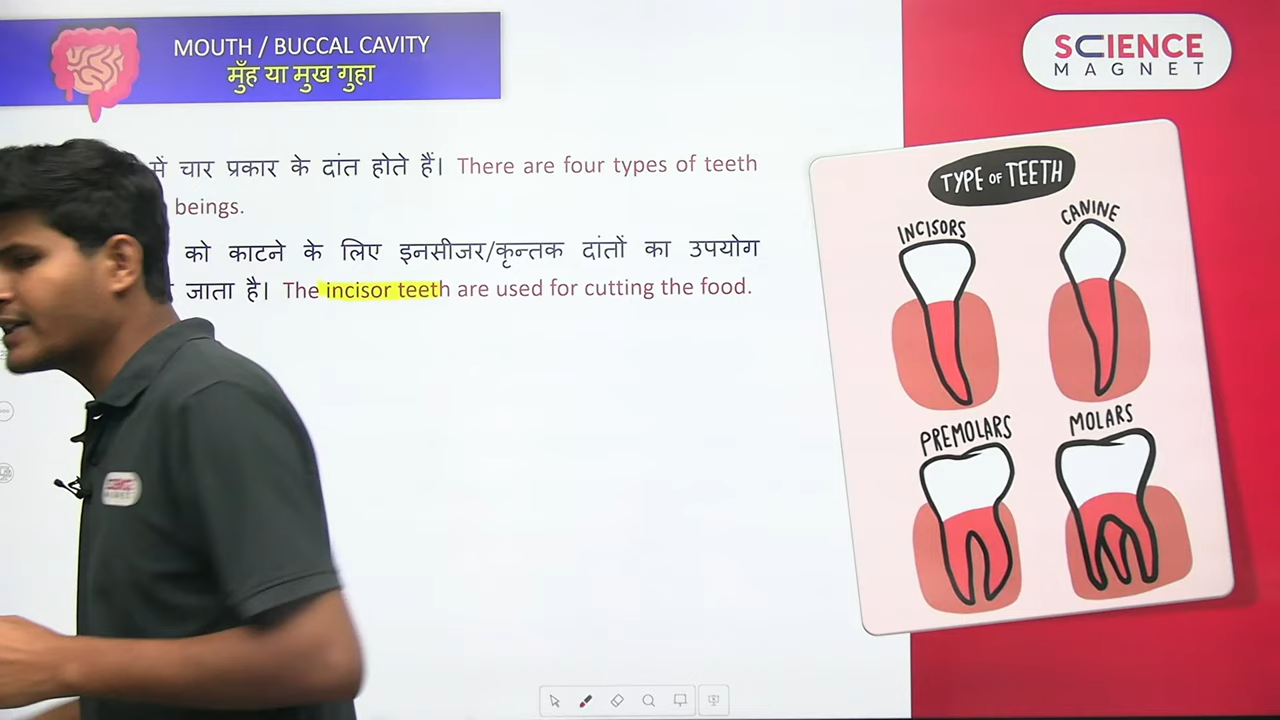 MOUTH / BUCCAL CAVITY
मुँह या मुख गुहा
SCIENCE
MAGNET
में चार प्रकार के दांत होते हैं। There are four types of teeth
beings.
को काटने के लिए इनसीजर/कृन्तक दांतों का उपयोग
जाता है। The incisor teeth are used for cutting the food.
TYPE OF TEETH
INCISORS
CANINE
PREMOLARS
MOLARS
MAGNET